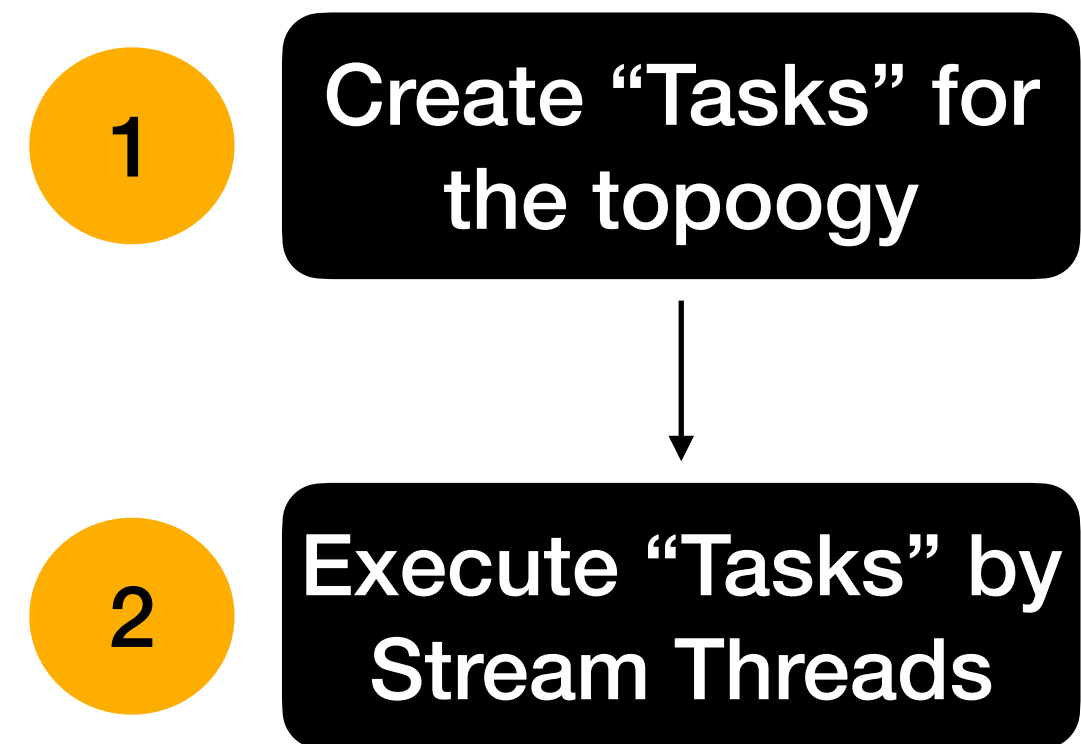 1
Create “Tasks” for
the topoogy
2
Execute “Tasks” by
Stream Threads